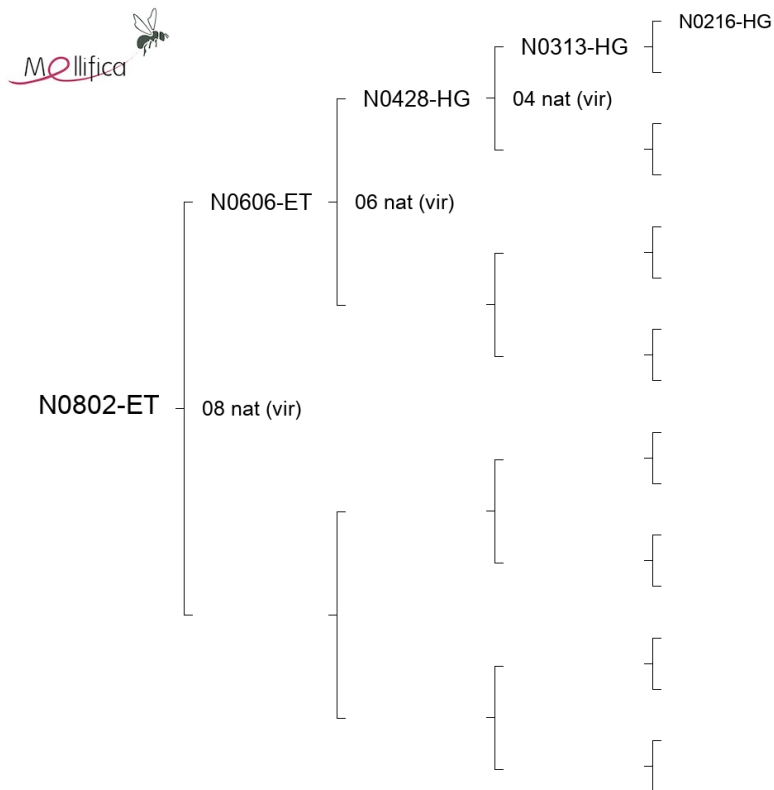 Mellifica
N0216-HG
N0313-HG
N0428-HG
04 nat (vir)
N0606-ET
06 nat (vir)
N0802-ET
08 nat (vir)